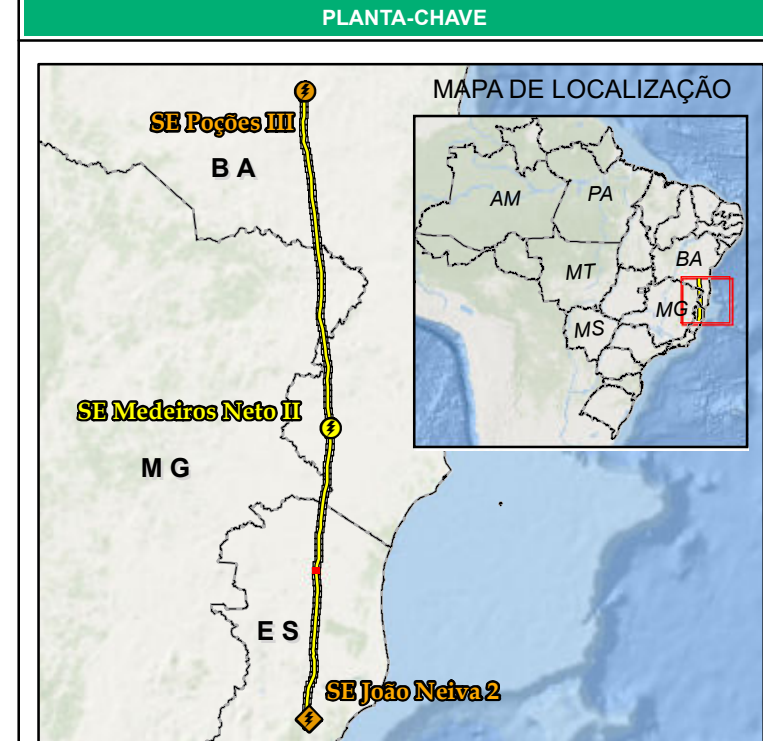 PLANTA-CHAVE
MAPA DE LOCALIZAÇÃO
SE Poções III
B A
AM
PA
BA
MT
MG
MS
SE Medeiros Neto II
M G
E S
SE João Neiva 2